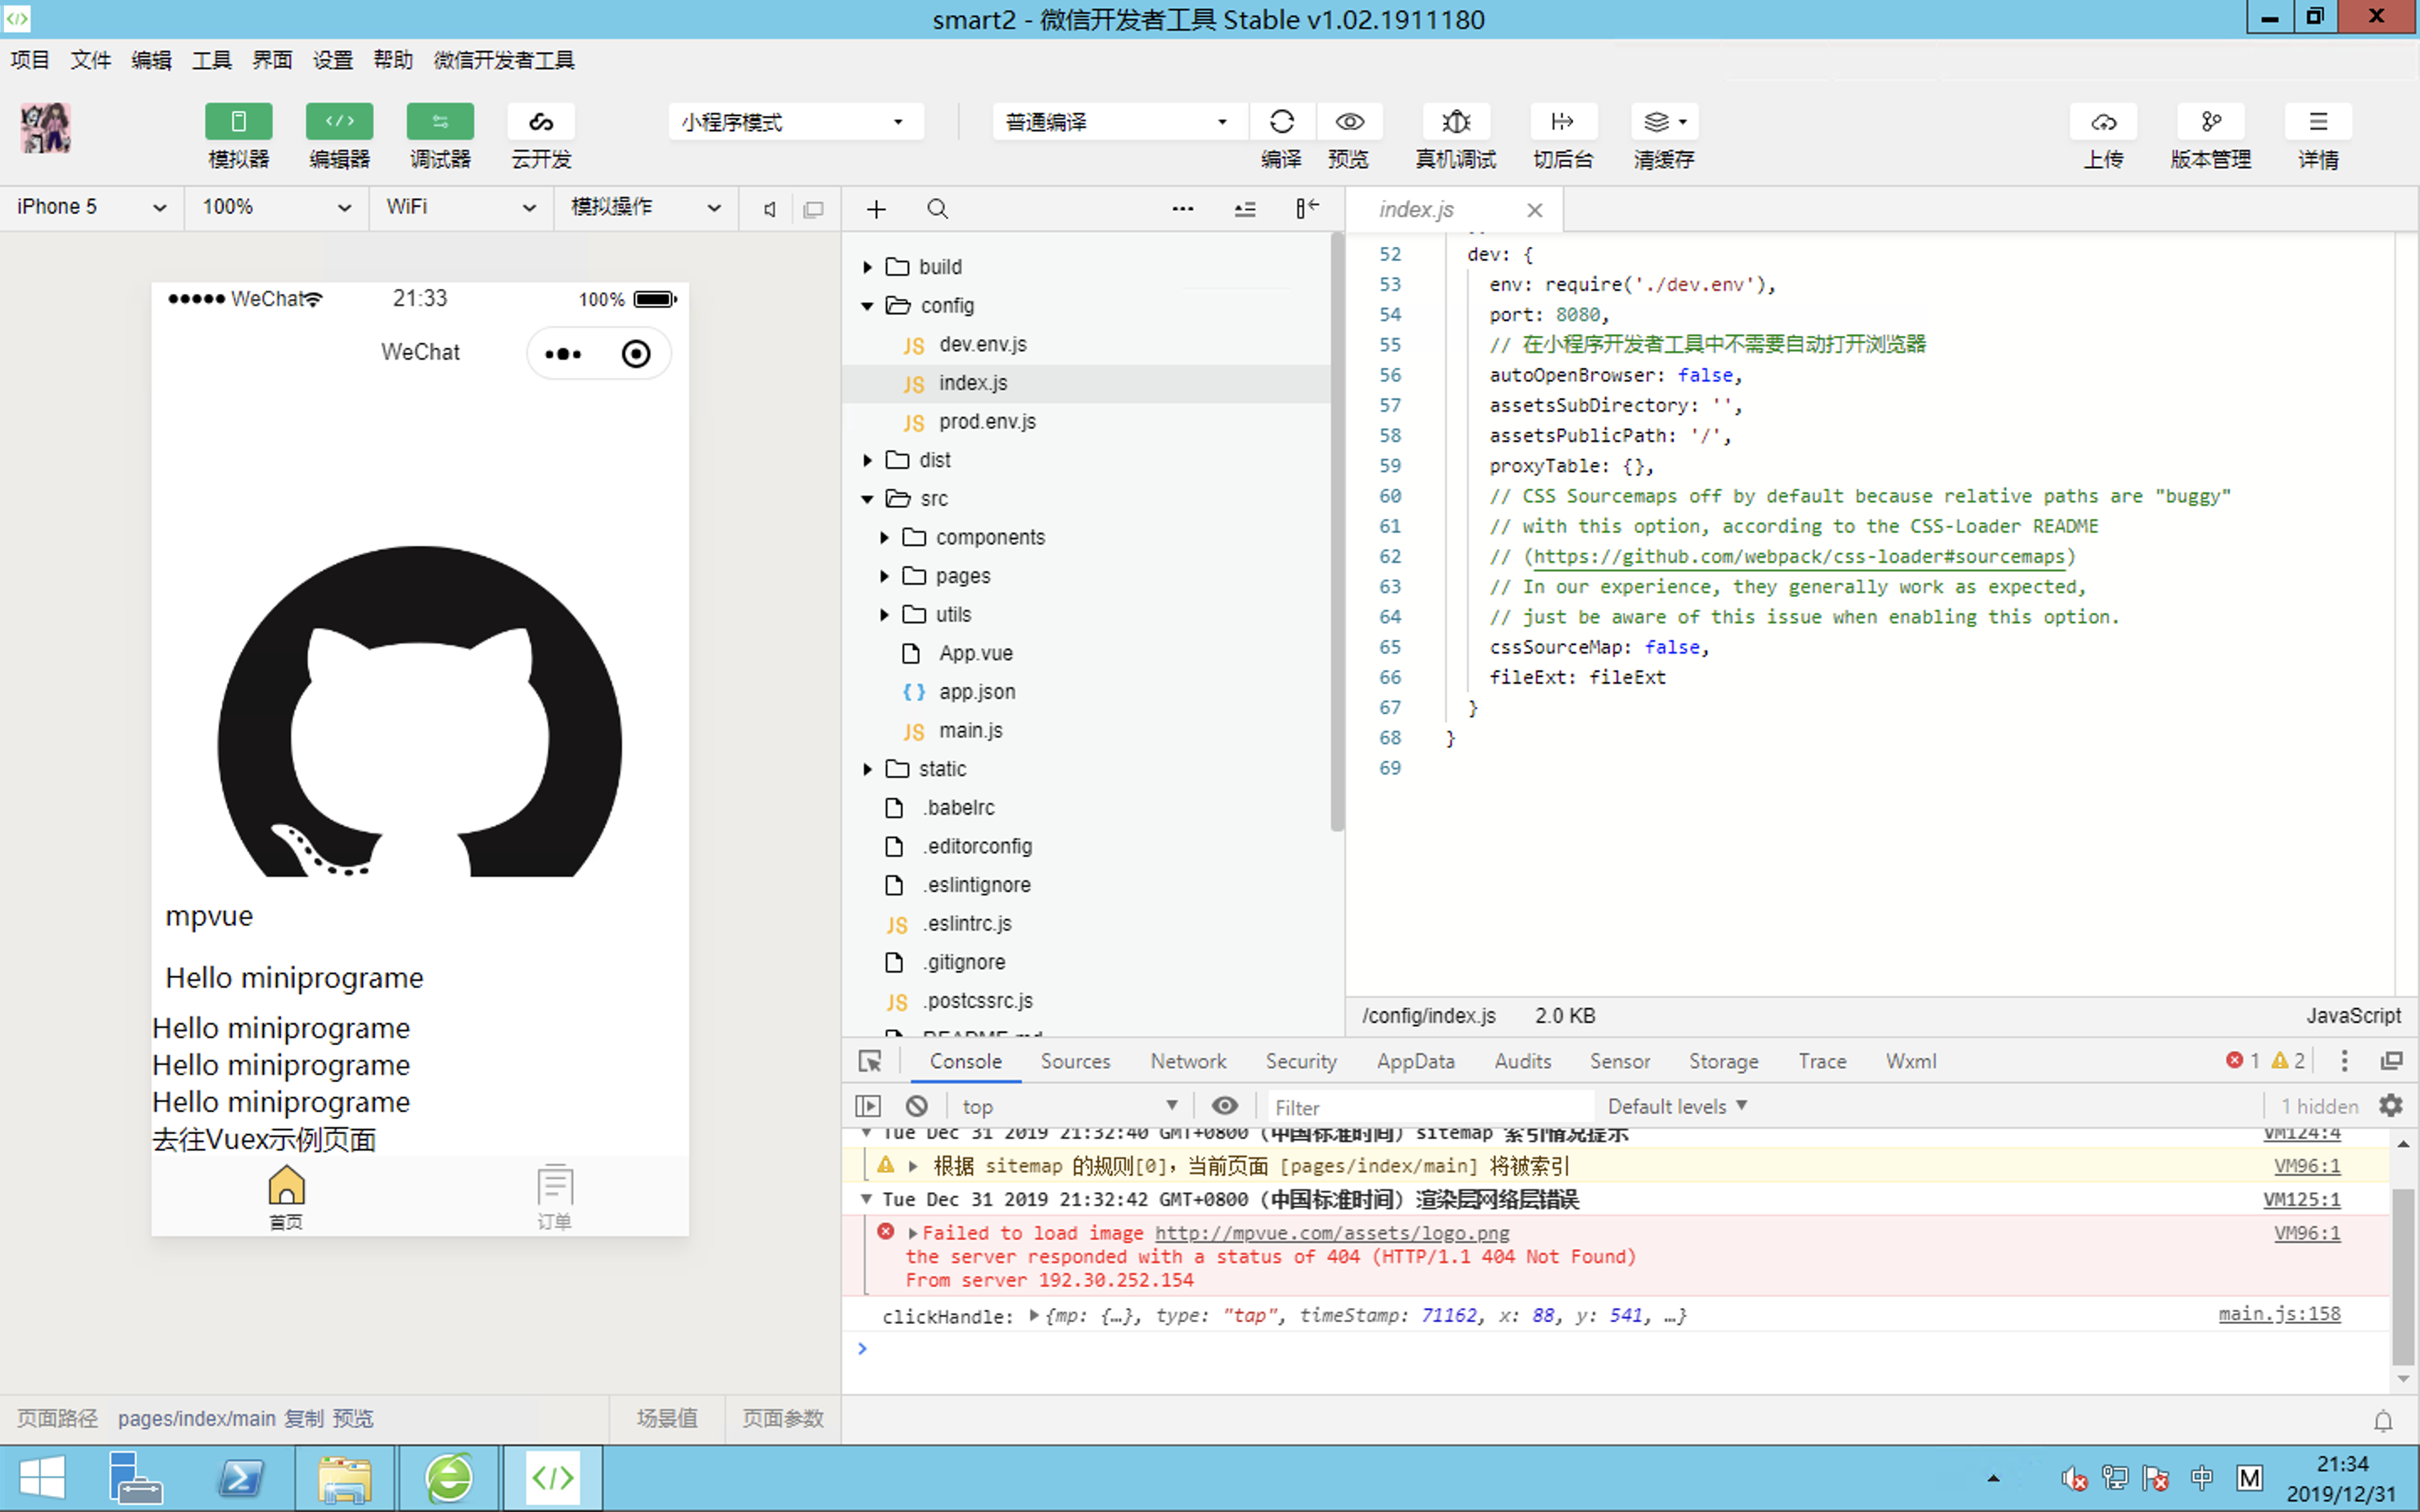 smart2 - 微信开发者工具 Stable v1.02.1911180
项目 文件 编辑 工具 界面 设置 帮助 微信开发者工具
小程序模式 普通编译
模拟器 编辑器 调试器 云开发 编译 预览 真机调试 切后台 清缓存 上传 版本管理 详情
iPhone 5 100% WiFi 模拟操作
WeChat 21:33 100%
WeChat
mpvue
Hello miniprograme
Hello miniprograme
Hello miniprograme
Hello miniprograme
去往Vuex示例页面
首页 订单
页面路径 pages/index/main 复制 预览 场景值 页面参数
build
config
JS dev.env.js
JS index.js
JS prod.env.js
dist
src
components
pages
utils
App.vue
{ } app.json
JS main.js
static
.babelrc
.editorconfig
.eslintignore
JS .eslintrc.js
.gitignore
JS .postcssrc.js
README.md
index.js
52 dev: {
53 env: require('./dev.env'),
54 port: 8080,
55 // 在小程序开发者工具中不需要自动打开浏览器
56 autoOpenBrowser: false,
57 assetsSubDirectory: '',
58 assetsPublicPath: '/',
59 proxyTable: {},
60 // CSS Sourcemaps off by default because relative paths are "buggy"
61 // with this option, according to the CSS-Loader README
62 // (https://github.com/webpack/css-loader#sourcemaps)
63 // In our experience, they generally work as expected,
64 // just be aware of this issue when enabling this option.
65 cssSourceMap: false,
66 fileExt: fileExt
67 }
68 }
69
/config/index.js 2.0 KB JavaScript
Console Sources Network Security AppData Audits Sensor Storage Trace Wxml 1 2
top Filter Default levels 1 hidden
Tue Dec 31 2019 21:32:40 GMT+0800 (中国标准时间) sitemap 索引情况提示 VM124:4
根据 sitemap 的规则[0]，当前页面 [pages/index/main] 将被索引 VM96:1
Tue Dec 31 2019 21:32:42 GMT+0800 (中国标准时间) 渲染层网络层错误 VM125:1
Failed to load image http://mpvue.com/assets/logo.png VM96:1
the server responded with a status of 404 (HTTP/1.1 404 Not Found)
From server 192.30.252.154
clickHandle: {mp: {…}, type: "tap", timeStamp: 71162, x: 88, y: 541, …} main.js:158
中 M 21:34
2019/12/31